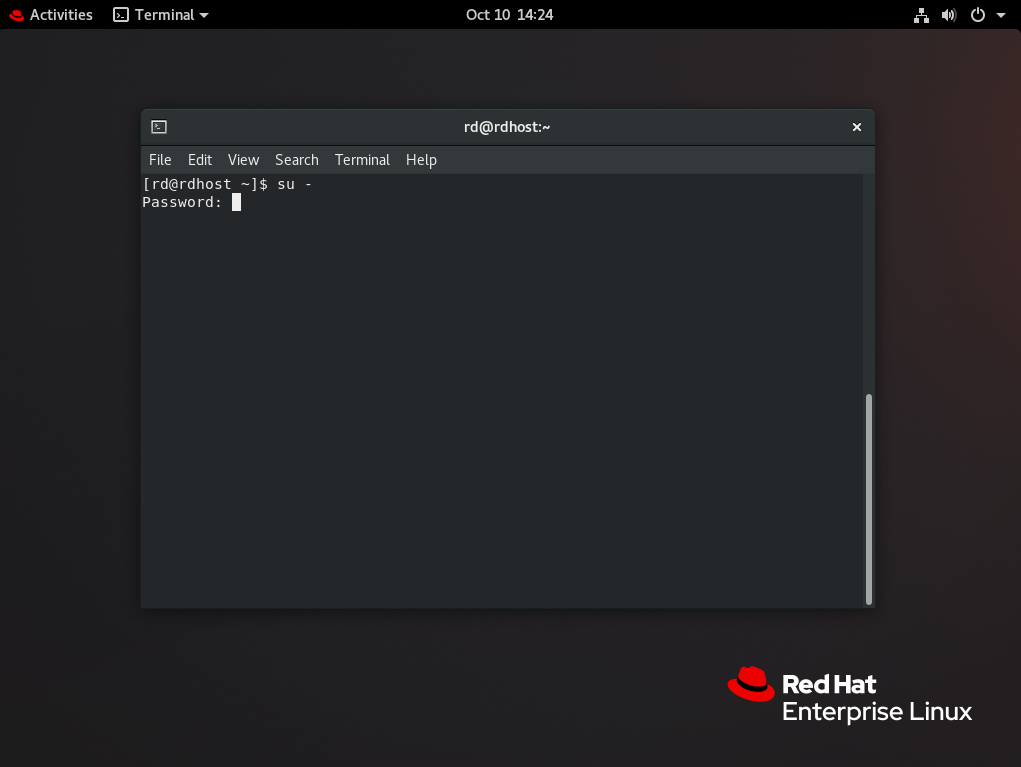 Activities Terminal Oct 10 14:24
rd@rdhost:~
File Edit View Search Terminal Help
[rd@rdhost ~]$ su -
Password:
Red Hat
Enterprise Linux